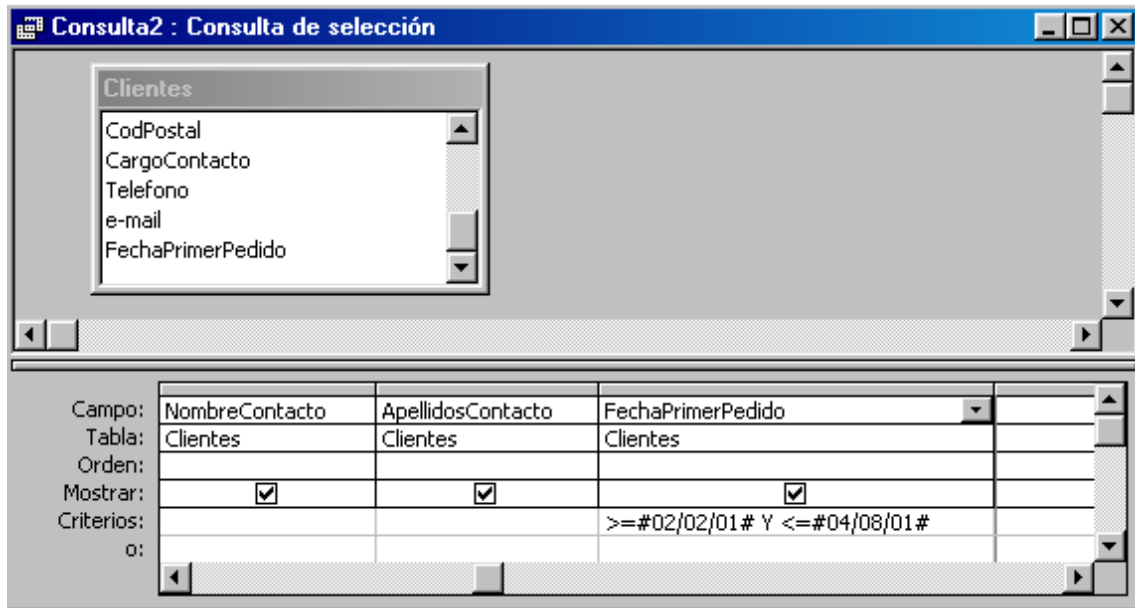 Consulta2 : Consulta de selección
Clientes
CodPostal
CargoContacto
Telefono
e-mail
FechaPrimerPedido
Campo: NombreContacto ApellidosContacto FechaPrimerPedido
Tabla: Clientes Clientes Clientes
Orden:
Mostrar:
Criterios: >=#02/02/01# Y <=#04/08/01#
o: